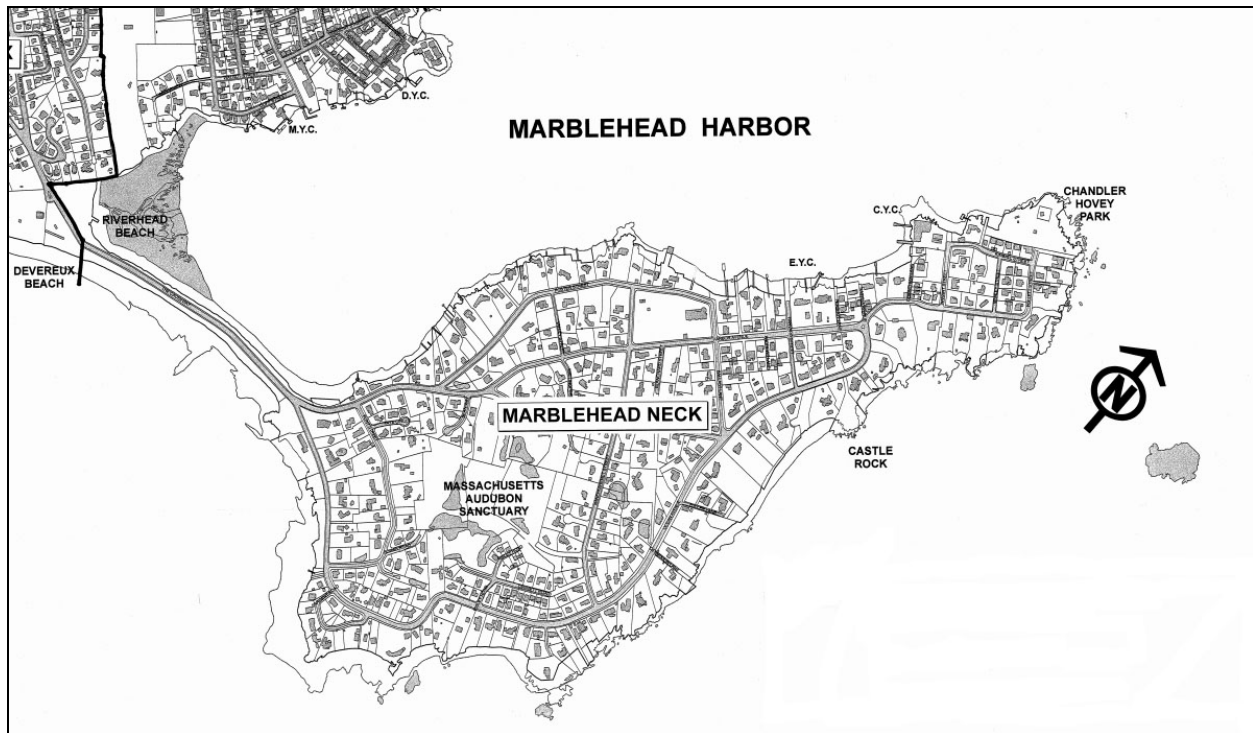 D.Y.C.
M.Y.C.
MARBLEHEAD HARBOR
CHANDLER
HOVEY
PARK
C.Y.C.
RIVERHEAD
BEACH
E.Y.C.
DEVEREUX
BEACH
N
MARBLEHEAD NECK
CASTLE
ROCK
MASSACHUSETTS
AUDUBON
SANCTUARY